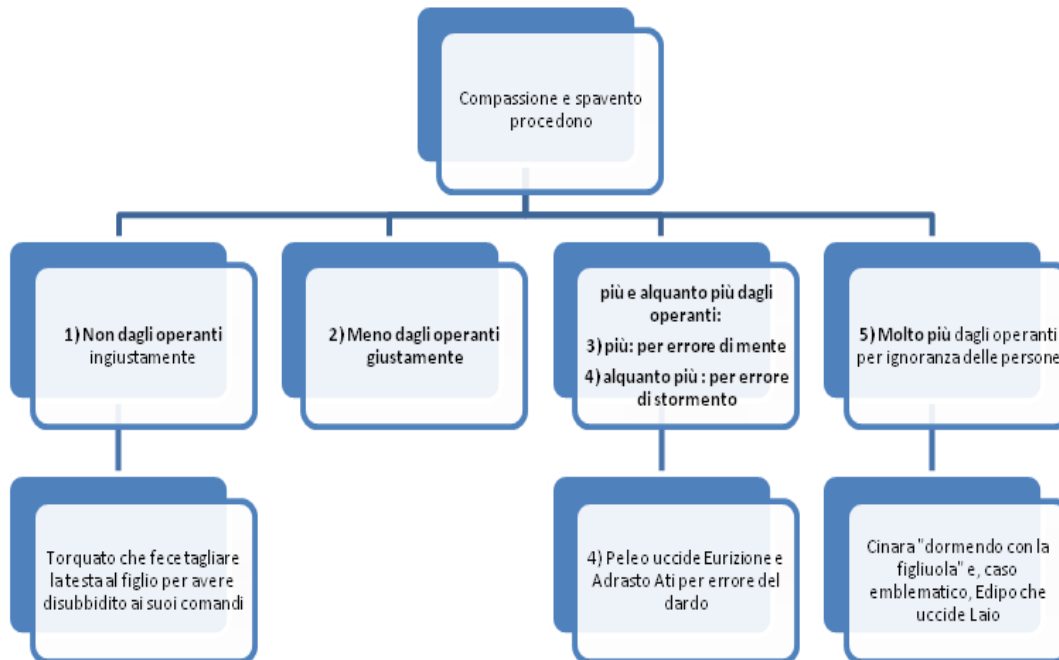 Compassione e spavento
procedono
1) Non dagli operanti
ingiustamente
2) Meno dagli operanti
giustamente
più e alquanto più dagli
operanti:
3) più: per errore di mente
4) alquanto più : per errore
di stormento
5) Molto più dagli operanti
per ignoranza delle persone
Torquato che fece tagliare
la testa al figlio per avere
disubbidito ai suoi comandi
4) Peleo uccide Eurizione e
Adrasto Ati per errore del
dardo
Cinara "dormendo con la
figliuola" e, caso
emblematico, Edipo che
uccide Laio